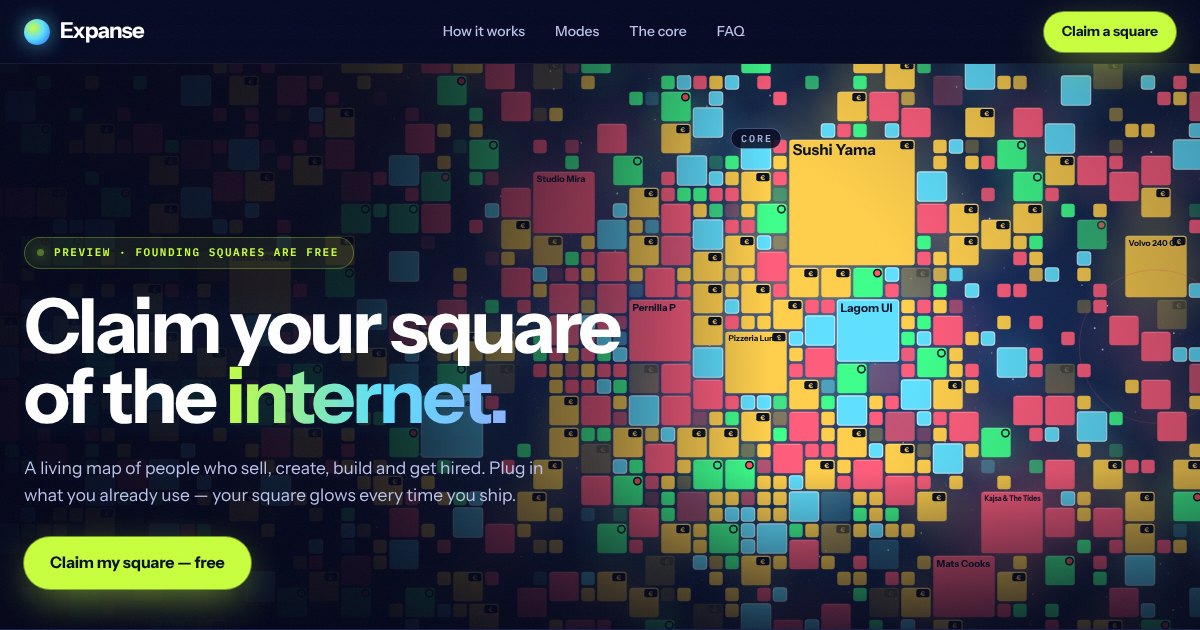 Expanse
How it works
Modes
The core
FAQ
Claim a square
CORE
Sushi Yama
Studio Mira
Volvo 240
PREVIEW · FOUNDING SQUARES ARE FREE
Pernilla P
Lagom UI
Pizzeria
Claim your square
of the internet.
A living map of people who sell, create, build and get hired. Plug in
what you already use — your square glows every time you ship.
Kajsa & The Tides
Mats Cooks
Claim my square — free